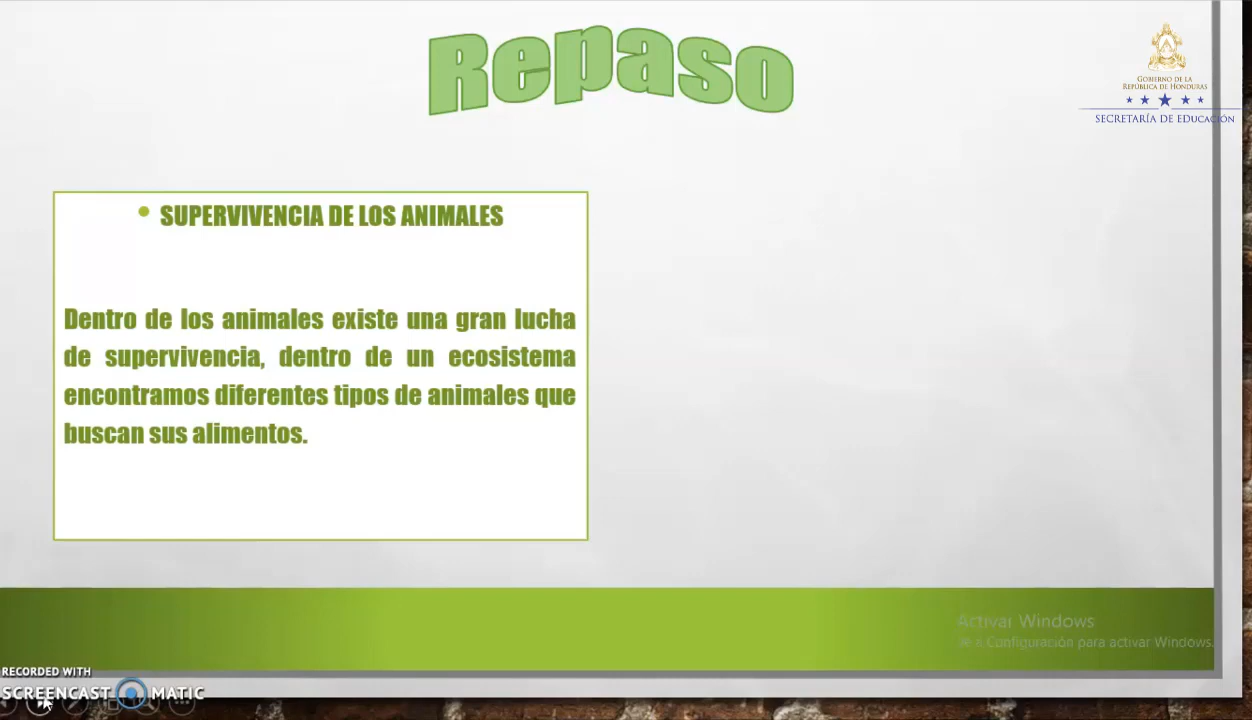 Repaso
GOBIERNO DE LA
REPÚBLICA DE HONDURAS
SECRETARÍA DE EDUCACIÓN
• SUPERVIVENCIA DE LOS ANIMALES
Dentro de los animales existe una gran lucha
de supervivencia, dentro de un ecosistema
encontramos diferentes tipos de animales que
buscan sus alimentos.
Activar Windows
a Configuración para activar Windows.
RECORDED WITH
SCREENCAST MATIC